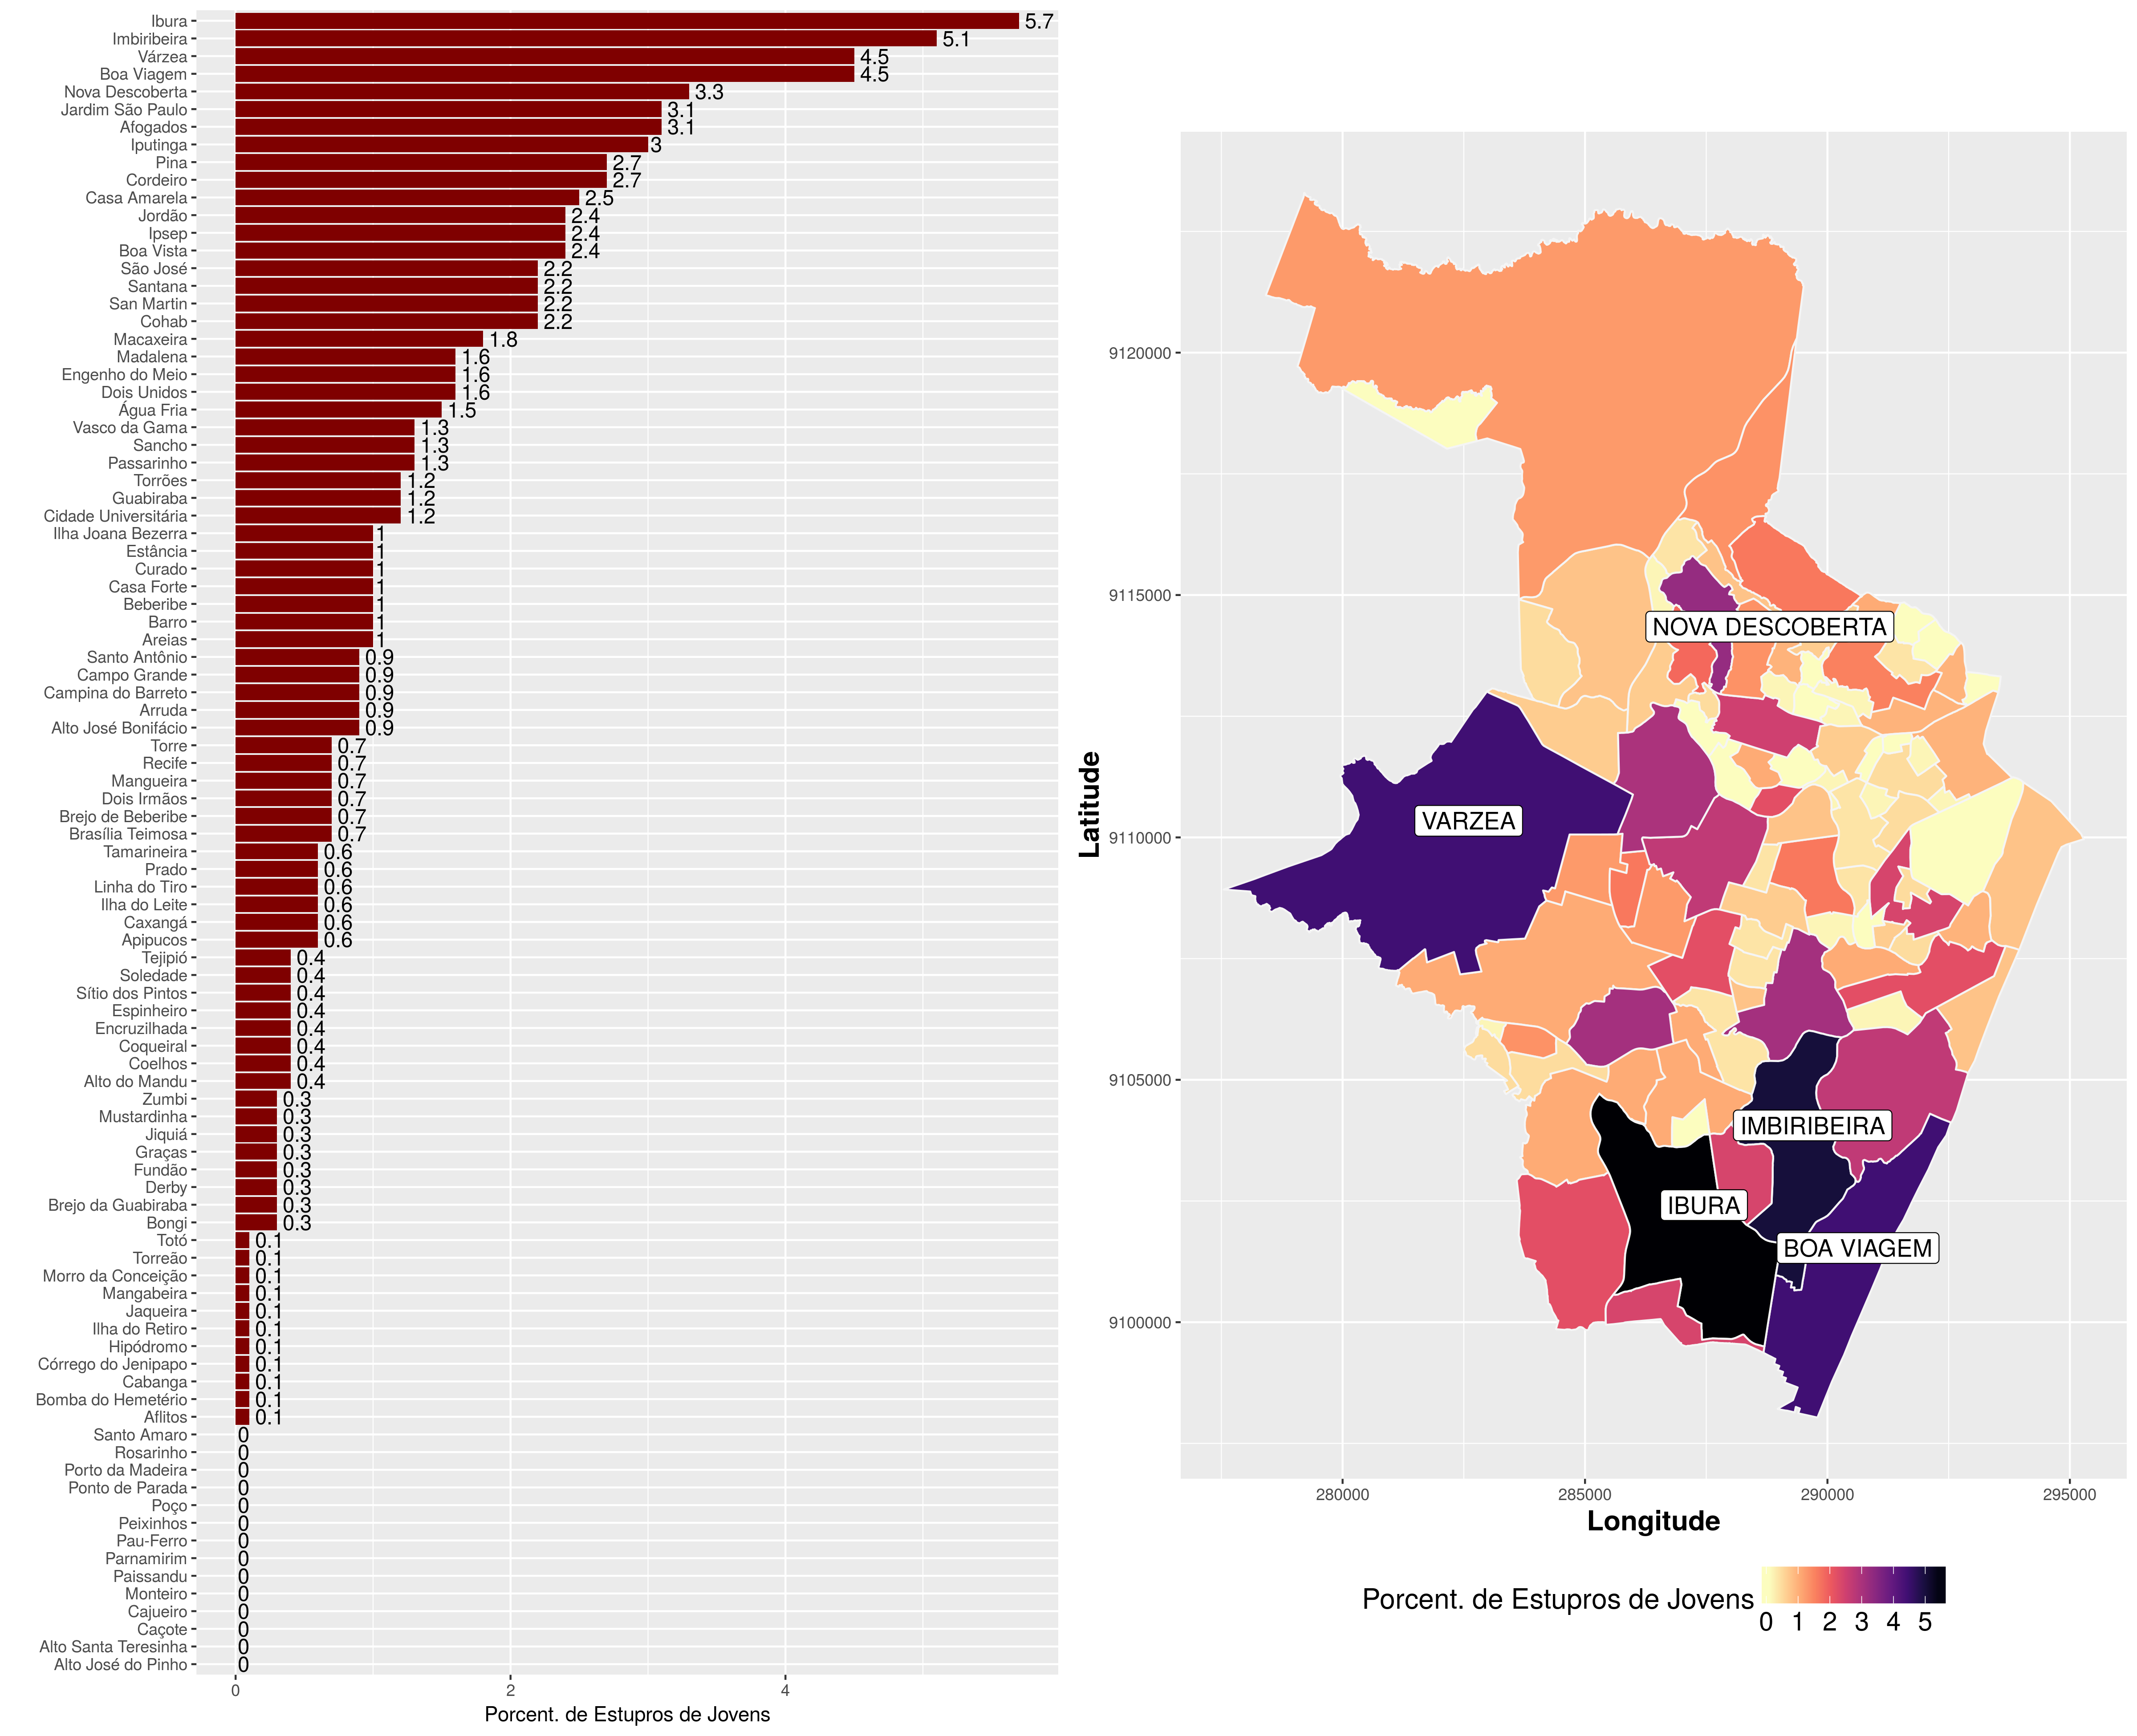 Ibura 5.7
Imbiribeira 5.1
Várzea 4.5
Boa Viagem 4.5
Nova Descoberta 3.3
Jardim São Paulo 3.1
Afogados 3.1
Iputinga 3
Pina 2.7
Cordeiro 2.7
Casa Amarela 2.5
Jordão 2.4
Ipsep 2.4
Boa Vista 2.4
São José 2.2
Santana 2.2
San Martin 2.2
Cohab 2.2
Macaxeira 1.8
Madalena 1.6
Engenho do Meio 1.6
Dois Unidos 1.6
Água Fria 1.5
Vasco da Gama 1.3
Sancho 1.3
Passarinho 1.3
Torrões 1.2
Guabiraba 1.2
Cidade Universitária 1.2
Ilha Joana Bezerra 1
Estância 1
Curado 1
Casa Forte 1
Beberibe 1
Barro 1
Areias 1
Santo Antônio 0.9
Campo Grande 0.9
Campina do Barreto 0.9
Arruda 0.9
Alto José Bonifácio 0.9
Torre 0.7
Recife 0.7
Mangueira 0.7
Dois Irmãos 0.7
Brejo de Beberibe 0.7
Brasília Teimosa 0.7
Tamarineira 0.6
Prado 0.6
Linha do Tiro 0.6
Ilha do Leite 0.6
Caxangá 0.6
Apipucos 0.6
Tejipió 0.4
Soledade 0.4
Sítio dos Pintos 0.4
Espinheiro 0.4
Encruzilhada 0.4
Coqueiral 0.4
Coelhos 0.4
Alto do Mandu 0.4
Zumbi 0.3
Mustardinha 0.3
Jiquiá 0.3
Graças 0.3
Fundão 0.3
Derby 0.3
Brejo da Guabiraba 0.3
Bongi 0.3
Totó 0.1
Torreão 0.1
Morro da Conceição 0.1
Mangabeira 0.1
Jaqueira 0.1
Ilha do Retiro 0.1
Hipódromo 0.1
Córrego do Jenipapo 0.1
Cabanga 0.1
Bomba do Hemetério 0.1
Aflitos 0.1
Santo Amaro 0
Rosarinho 0
Porto da Madeira 0
Ponto de Parada 0
Poço 0
Peixinhos 0
Pau-Ferro 0
Parnamirim 0
Paissandu 0
Monteiro 0
Cajueiro 0
Caçote 0
Alto Santa Teresinha 0
Alto José do Pinho 0
0 2 4
Porcent. de Estupros de Jovens
Latitude
9120000
9115000
9110000
9105000
9100000
NOVA DESCOBERTA
VARZEA
IMBIRIBEIRA
IBURA
BOA VIAGEM
280000 285000 290000 295000
Longitude
Porcent. de Estupros de Jovens
0 1 2 3 4 5